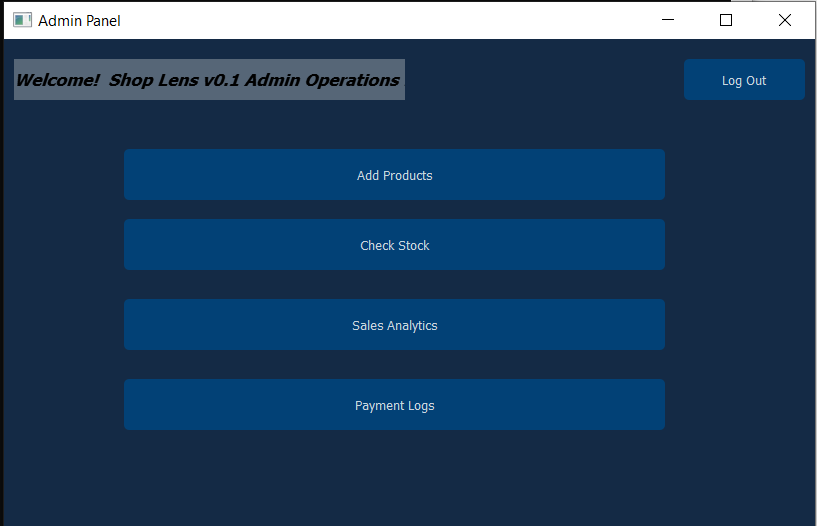 Admin Panel
Welcome! Shop Lens v0.1 Admin Operations
Log Out
Add Products
Check Stock
Sales Analytics
Payment Logs